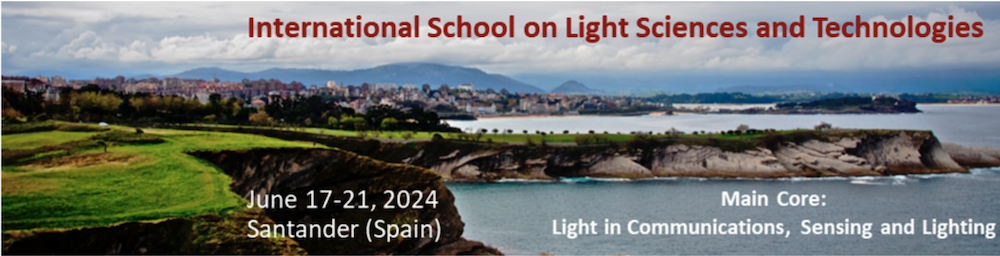 International School on Light Sciences and Technologies
June 17-21, 2024
Santander (Spain)
Main Core:
Light in Communications, Sensing and Lighting